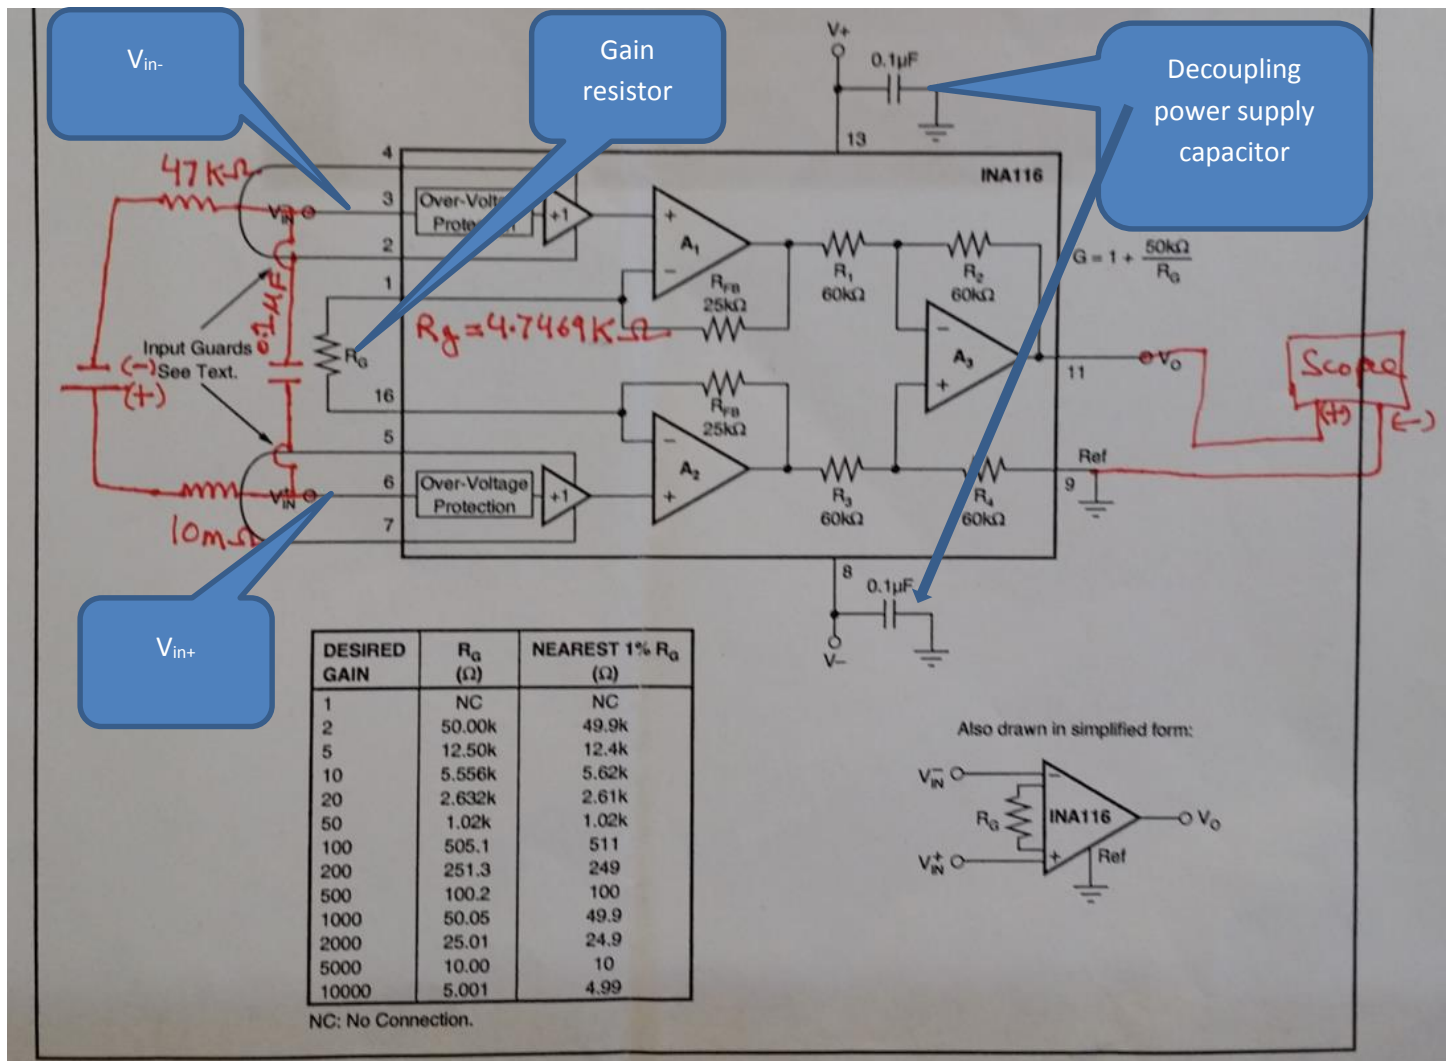 V+
0.1µF
13
INA116
Vin-
Gain
resistor
Decoupling
power supply
capacitor
47KΩ
4
3
2
1
16
5
6
7
V-IN
Over-Voltage
+1
A1
RFB
25kΩ
R1
60kΩ
R2
60kΩ
G = 1 + 50kΩ
RG
0.1µF
Input Guards
See Text.
(-)
(+)
RG
Rg = 4.7469KΩ
A3
11
VO
Scope
(+)
(-)
RFB
25kΩ
A2
R3
60kΩ
R4
60kΩ
Ref
9
V+IN
Over-Voltage
Protection
+1
10mΩ
8
0.1µF
V–
Vin+
DESIRED GAIN RG (Ω) NEAREST 1% RG (Ω)
1 NC NC
2 50.00k 49.9k
5 12.50k 12.4k
10 5.556k 5.62k
20 2.632k 2.61k
50 1.02k 1.02k
100 505.1 511
200 251.3 249
500 100.2 100
1000 50.05 49.9
2000 25.01 24.9
5000 10.00 10
10000 5.001 4.99
NC: No Connection.
Also drawn in simplified form:
V-IN
RG
INA116
VO
V+IN
Ref